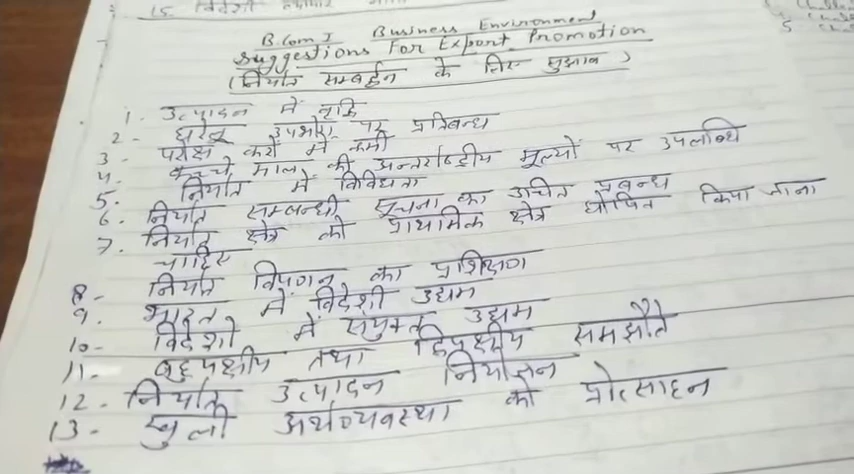 15. विदेशी व्यापार
B.Com I Business Environment
Suggestions For Export Promotion
(निर्यात सम्वर्द्धन के लिए सुझाव)
1. उत्पादन में वृद्धि
2- घरेलू उपभोग पर प्रतिबन्ध
3- परोक्ष करों में कमी
4. कच्चे माल की अन्तर्राष्ट्रीय मूल्यों पर उपलब्धि
5. निर्यात में विविधता
6. निर्यात सम्बन्धी सूचना का उचित प्रबन्ध
7. निर्यात क्षेत्र को प्राथमिक क्षेत्र घोषित किया जाना
चाहिए
8- निर्यात विपणन का प्रशिक्षण
9. भारत में विदेशी उद्यम
10- विदेशों में संयुक्त उद्यम
11- बहुपक्षीय तथा द्विपक्षीय समझौते
12- निर्यात उत्पादन नियोजन
13- खुली अर्थव्यवस्था को प्रोत्साहन